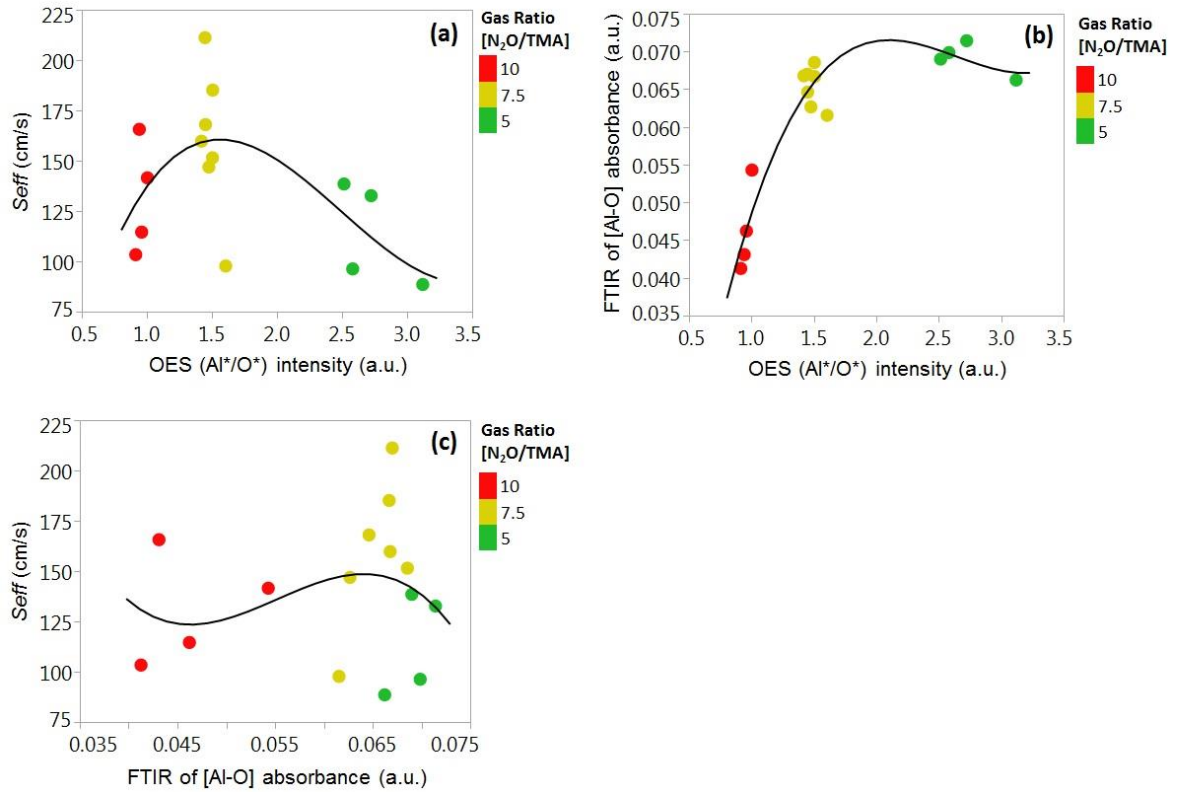 (a)
Seff (cm/s)
225
200
175
150
125
100
75
0.5 1.0 1.5 2.0 2.5 3.0 3.5
OES (Al*/O*) intensity (a.u.)
Gas Ratio
[N₂O/TMA]
10
7.5
5
(b)
FTIR of [Al-O] absorbance (a.u.)
0.075
0.070
0.065
0.060
0.055
0.050
0.045
0.040
0.035
0.5 1.0 1.5 2.0 2.5 3.0 3.5
OES (Al*/O*) intensity (a.u.)
Gas Ratio
[N₂O/TMA]
10
7.5
5
(c)
Seff (cm/s)
225
200
175
150
125
100
75
0.035 0.045 0.055 0.065 0.075
FTIR of [Al-O] absorbance (a.u.)
Gas Ratio
[N₂O/TMA]
10
7.5
5